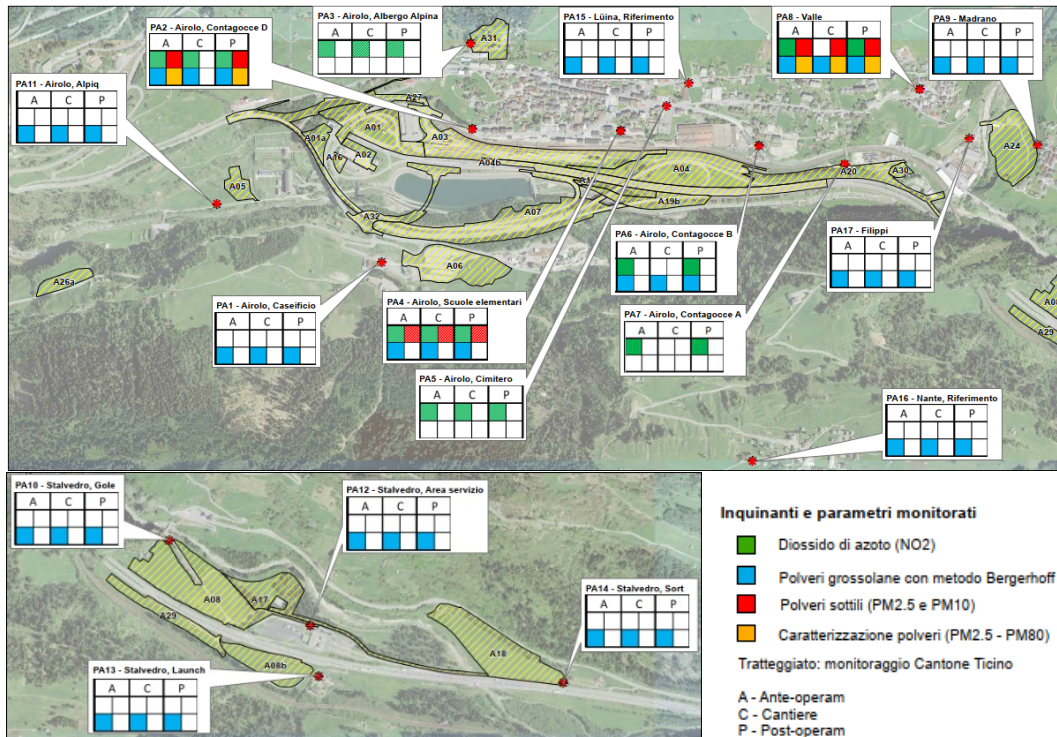 PA2 - Airolo, Contagocce D
A C P
PA3 - Airolo, Albergo Alpina
A C P
PA15 - Lüina, Riferimento
A C P
PA8 - Valle
A C P
PA9 - Madrano
A C P
PA11 - Airolo, Alpiq
A C P
A31
A27
A01
A01a
A03
A02
A16
A04b
A04
A20
A30
A24
A05
A19b
A07
A32
A06
A26a
A29
PA1 - Airolo, Caseificio
A C P
PA4 - Airolo, Scuole elementari
A C P
PA6 - Airolo, Contagocce B
A C P
PA17 - Filippi
A C P
PA7 - Airolo, Contagocce A
A C P
PA5 - Airolo, Cimitero
A C P
PA16 - Nante, Riferimento
A C P
PA10 - Stalvedro, Gole
A C P
PA12 - Stalvedro, Area servizio
A C P
PA14 - Stalvedro, Sort
A C P
PA13 - Stalvedro, Launch
A C P
A08
A17
A29
A08b
A18
Inquinanti e parametri monitorati
Diossido di azoto (NO2)
Polveri grossolane con metodo Bergerhoff
Polveri sottili (PM2.5 e PM10)
Caratterizzazione polveri (PM2.5 - PM80)
Tratteggiato: monitoraggio Cantone Ticino
A - Ante-operam
C - Cantiere
P - Post-operam